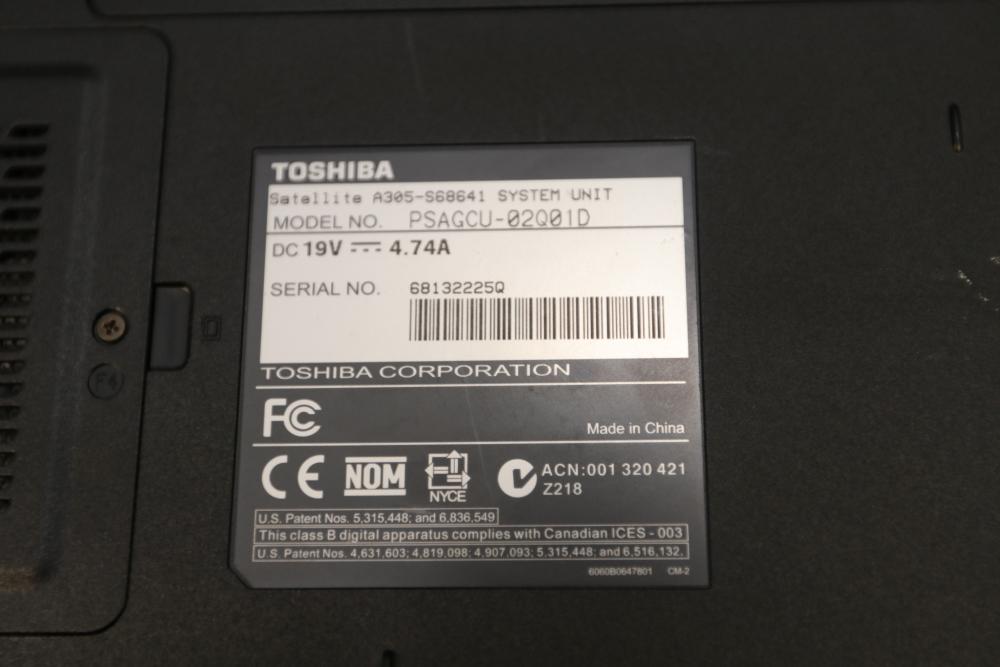 TOSHIBA
Satellite A305-S68641 SYSTEM UNIT
MODEL NO. PSAGCU-02Q01D
DC 19V 4.74A
SERIAL NO. 68132225Q
TOSHIBA CORPORATION
FC
Made in China
CE NOM NYCE ACN:001 320 421
Z218
U.S. Patent Nos. 5,315,448; and 6,836,549
This class B digital apparatus complies with Canadian ICES - 003
U.S. Patent Nos. 4,631,603; 4,819,098; 4,907,093; 5,315,448; and 6,516,132.
6060B0647801 CM-2
F4